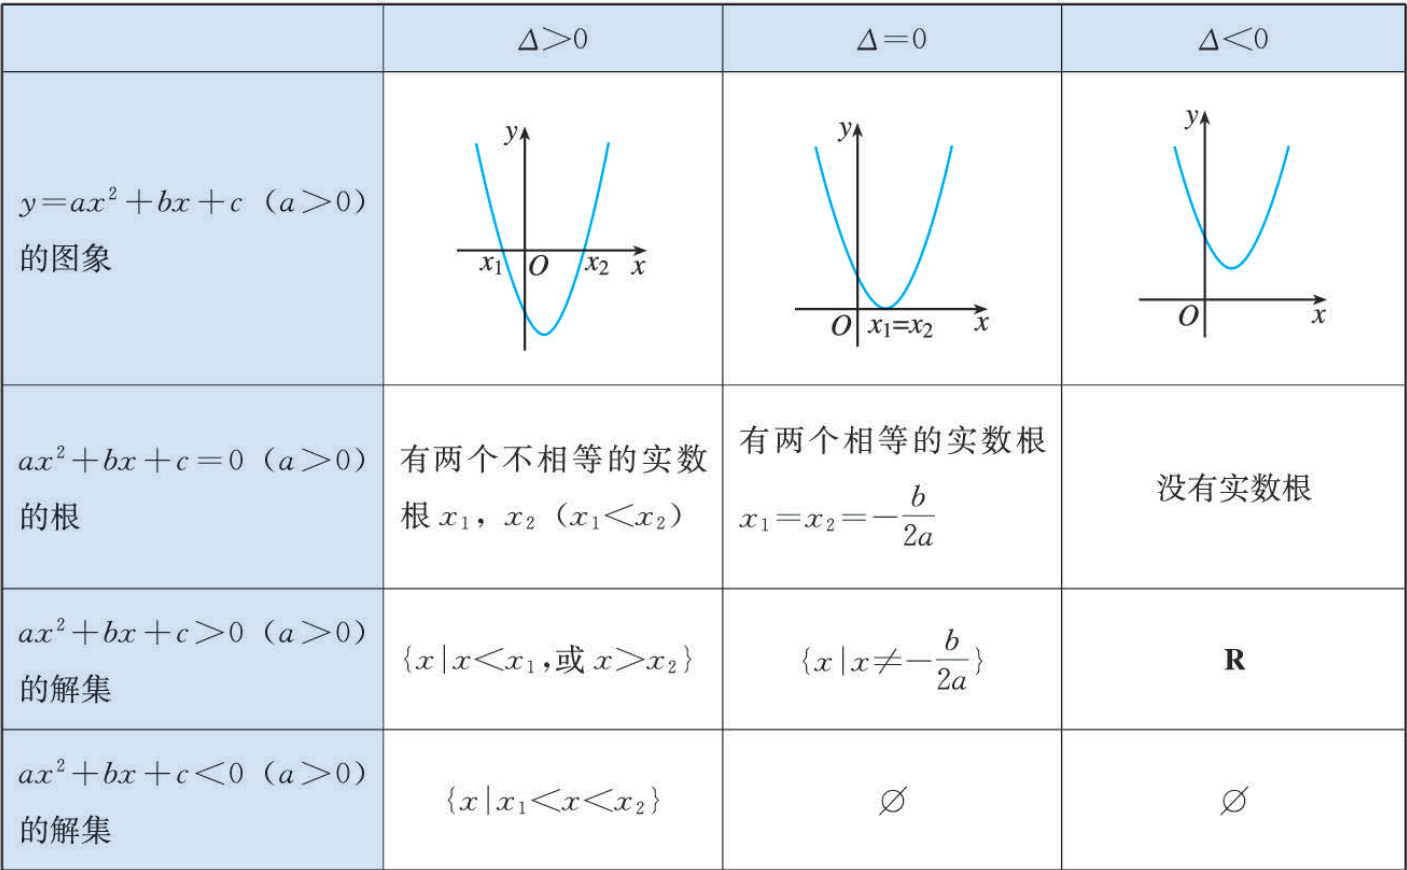 Δ>0 Δ=0 Δ<0
y=ax²+bx+c（a>0）
的图象
y
x₁ O x₂ x
y
O x₁=x₂ x
y
O x
ax²+bx+c=0（a>0）
的根
有两个不相等的实数
根 x₁，x₂（x₁<x₂）
有两个相等的实数根
x₁=x₂=-b/2a
没有实数根
ax²+bx+c>0（a>0）
的解集
{x|x<x₁,或 x>x₂}
{x|x≠-b/2a}
R
ax²+bx+c<0（a>0）
的解集
{x|x₁<x<x₂}
∅
∅